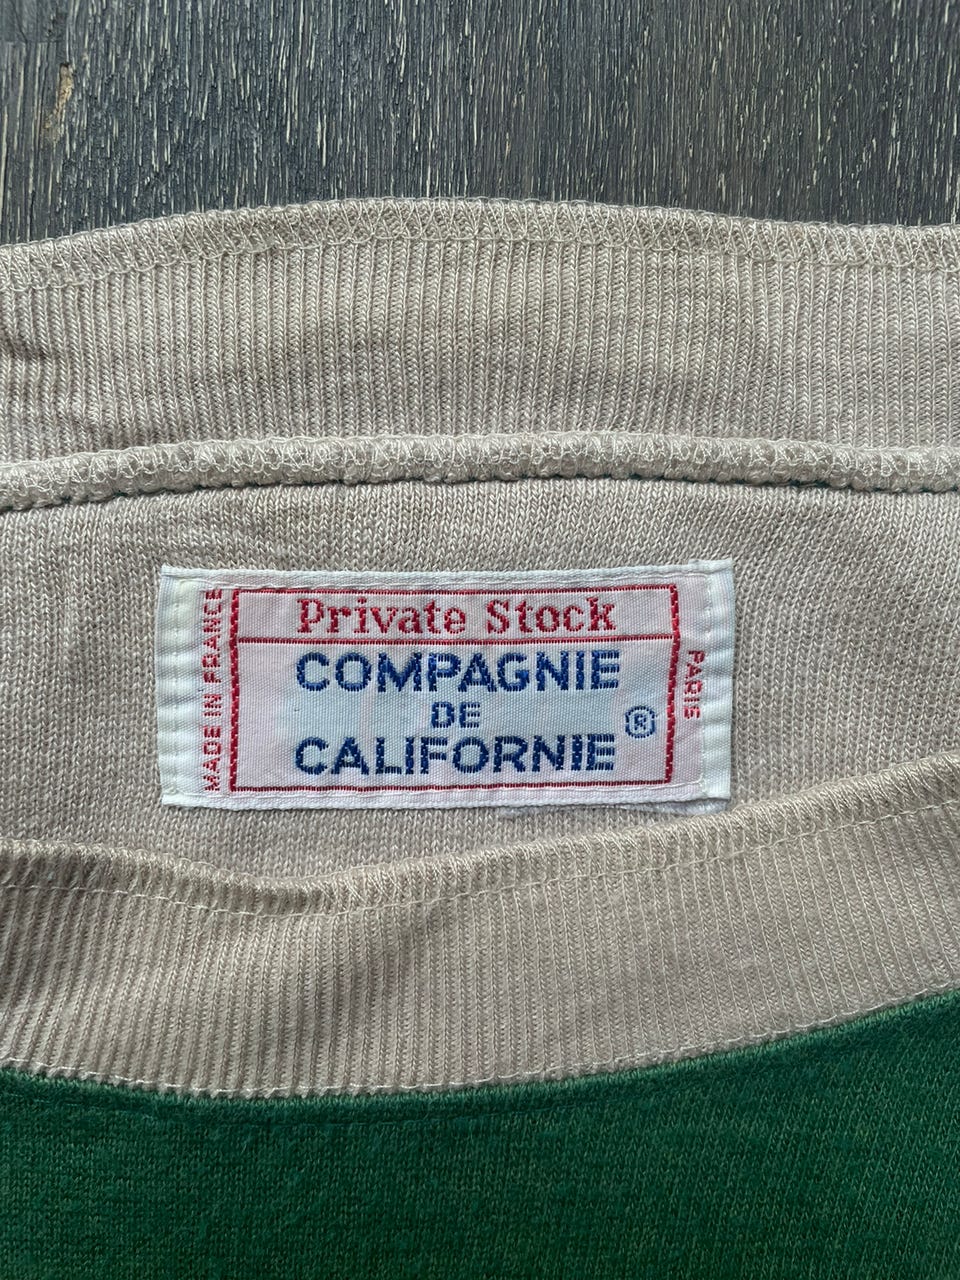 MADE IN FRANCE
Private Stock
COMPAGNIE
DE
CALIFORNIE ®
PARIS